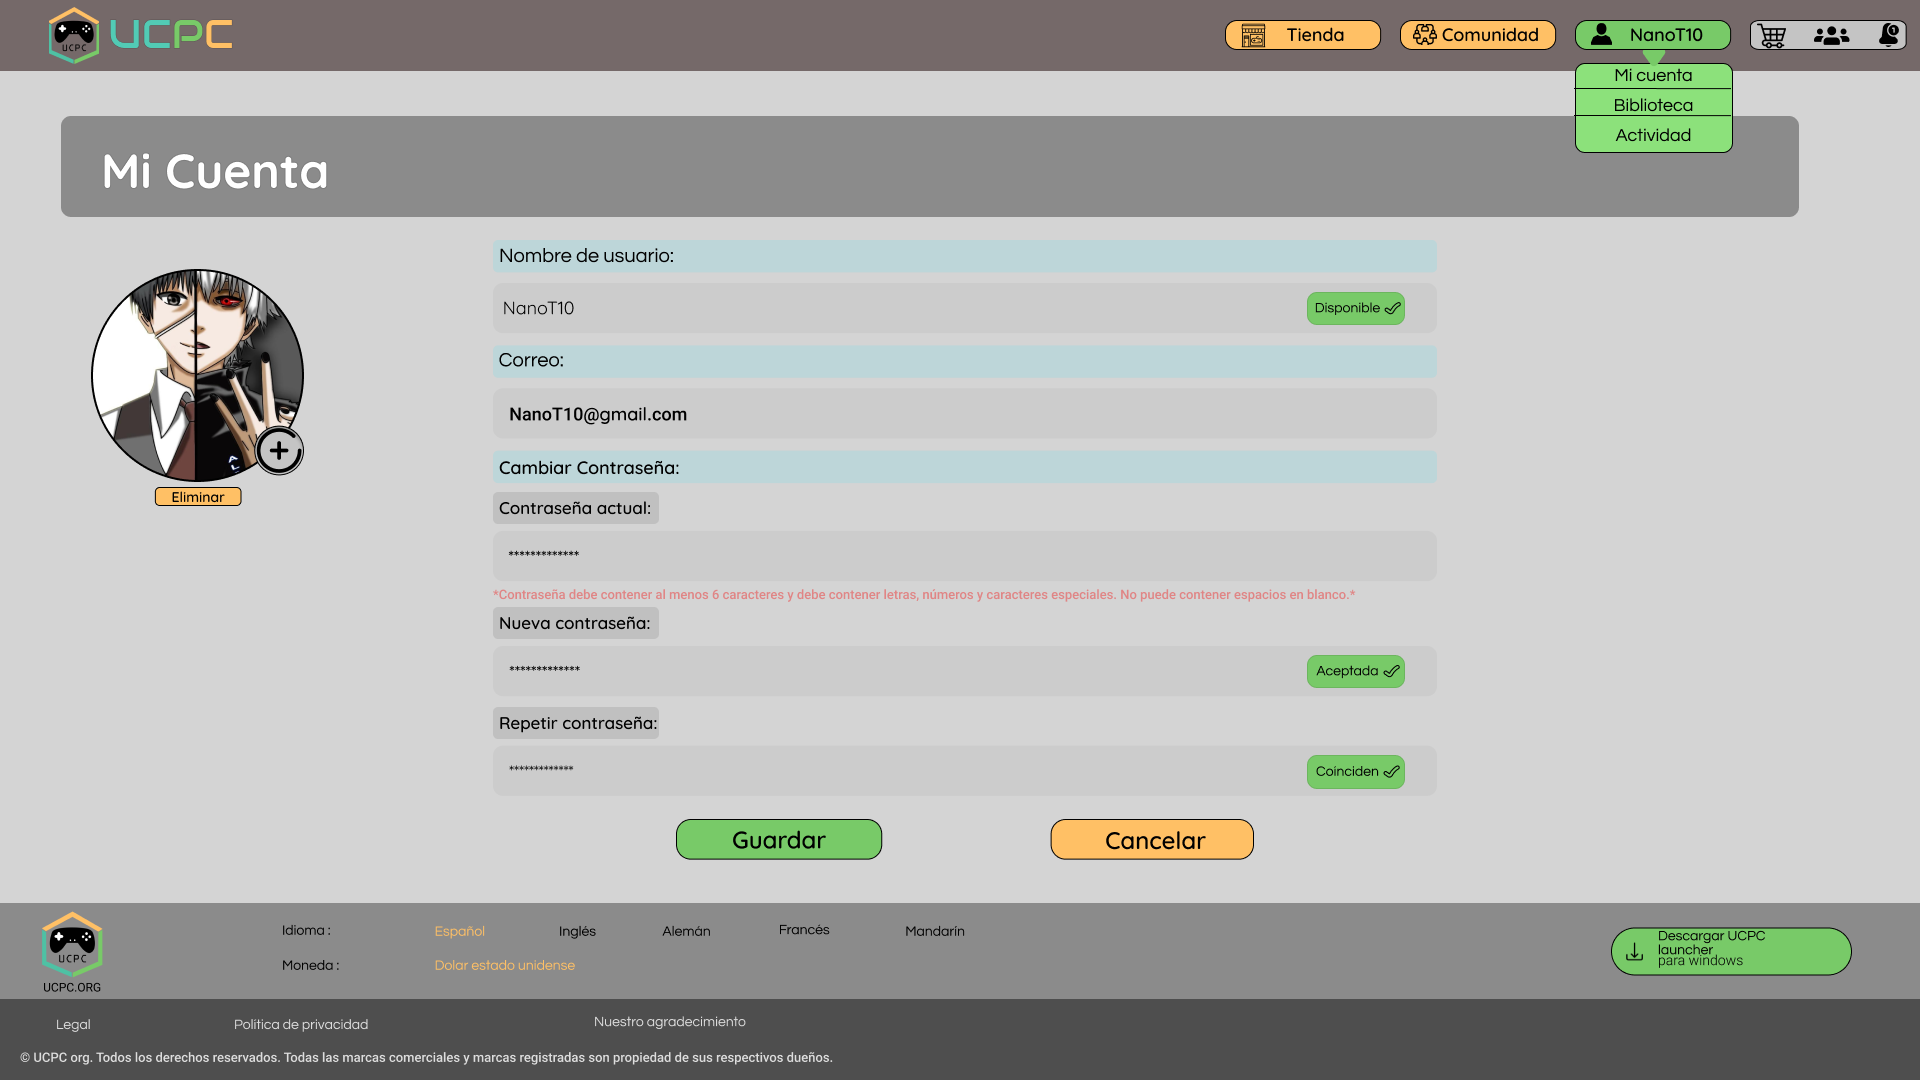 UCPC
UCPC
Tienda
Comunidad
NanoT10
1
Mi cuenta
Biblioteca
Actividad
Mi Cuenta
Nombre de usuario:
NanoT10
Disponible
Correo:
NanoT10@gmail.com
Eliminar
Cambiar Contraseña:
Contraseña actual:
*************
*Contraseña debe contener al menos 6 caracteres y debe contener letras, números y caracteres especiales. No puede contener espacios en blanco.*
Nueva contraseña:
*************
Aceptada
Repetir contraseña:
*************
Coinciden
Guardar
Cancelar
UCPC
UCPC.ORG
Idioma :
Español
Inglés
Alemán
Francés
Mandarín
Moneda :
Dolar estado unidense
Descargar UCPC
launcher
para windows
Legal
Política de privacidad
Nuestro agradecimiento
© UCPC org. Todos los derechos reservados. Todas las marcas comerciales y marcas registradas son propiedad de sus respectivos dueños.